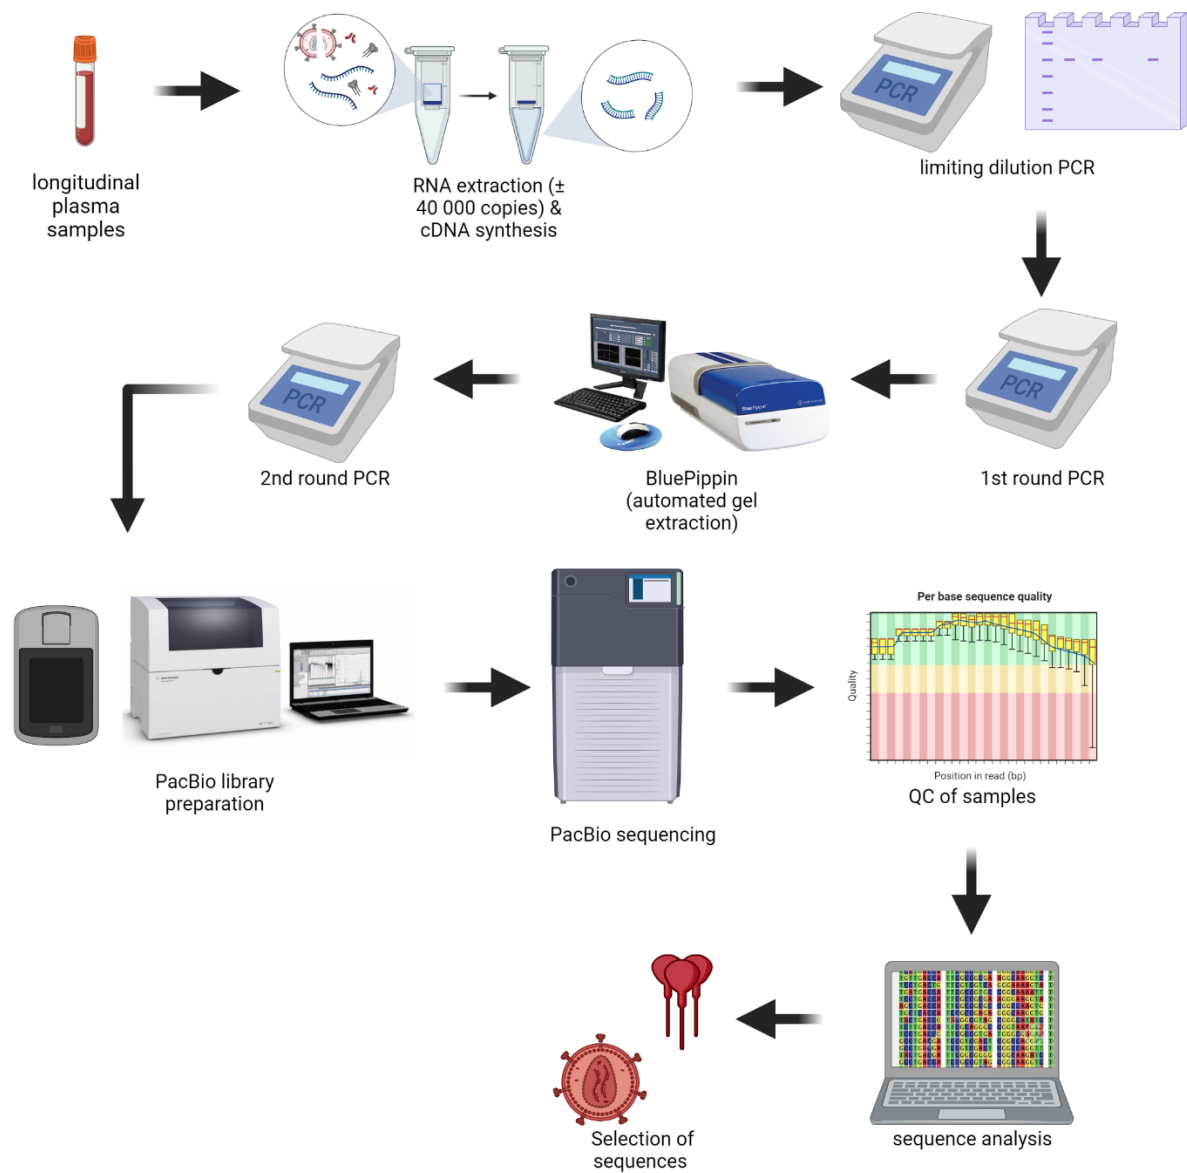 longitudinal
plasma
samples
RNA extraction (±
40 000 copies) &
cDNA synthesis
PCR
limiting dilution PCR
PCR
2nd round PCR
BluePippin
BluePippin
(automated gel
extraction)
PCR
1st round PCR
PacBio library
preparation
PacBio sequencing
Per base sequence quality
Quality
Position in read (bp)
QC of samples
sequence analysis
Selection of
sequences